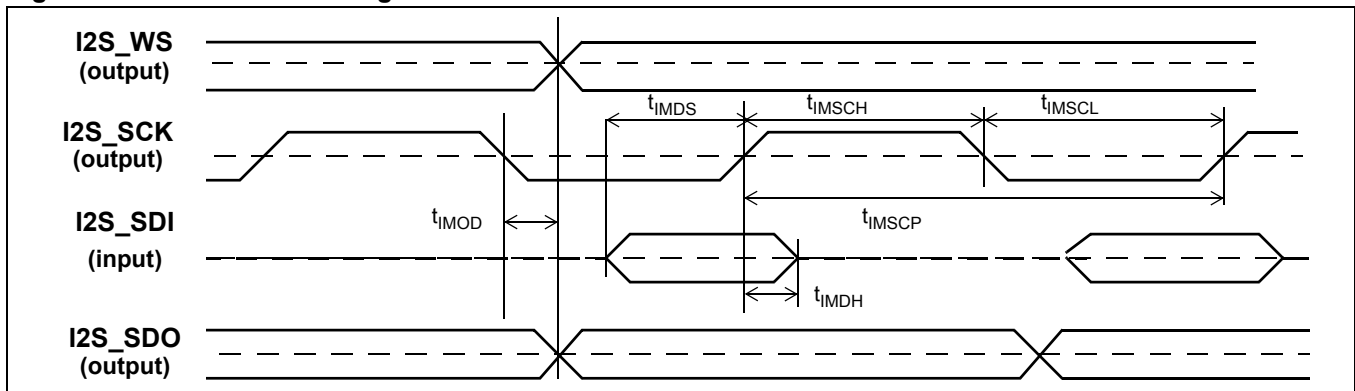 I2S_WS
(output)
tIMDS
tIMSCH
tIMSCL
I2S_SCK
(output)
I2S_SDI
(input)
tIMOD
tIMSCP
tIMDH
I2S_SDO
(output)